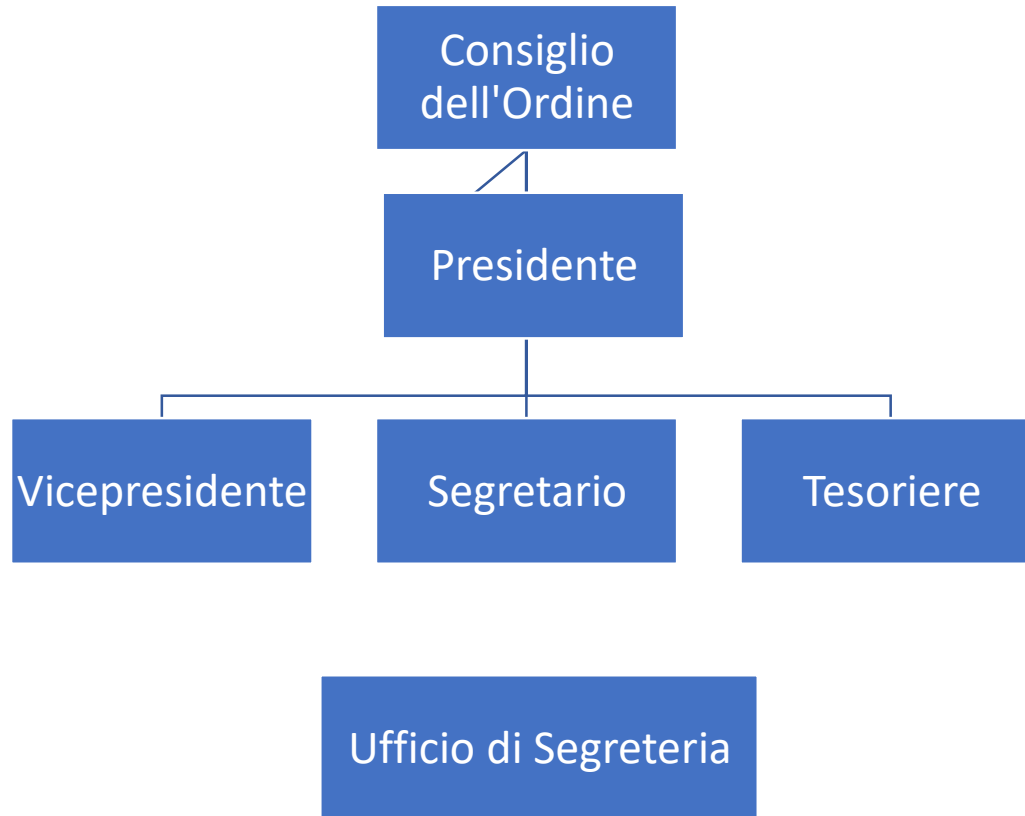 Consiglio
dell'Ordine
Presidente
Vicepresidente
Segretario
Tesoriere
Ufficio di Segreteria